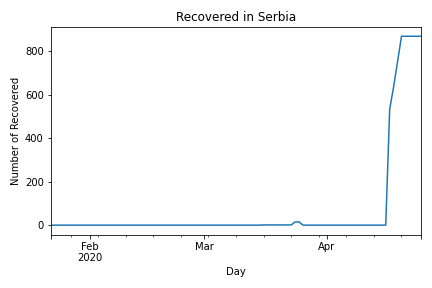 Recovered in Serbia
Number of Recovered
800
600
400
200
0
Feb
2020
Mar
Apr
Day